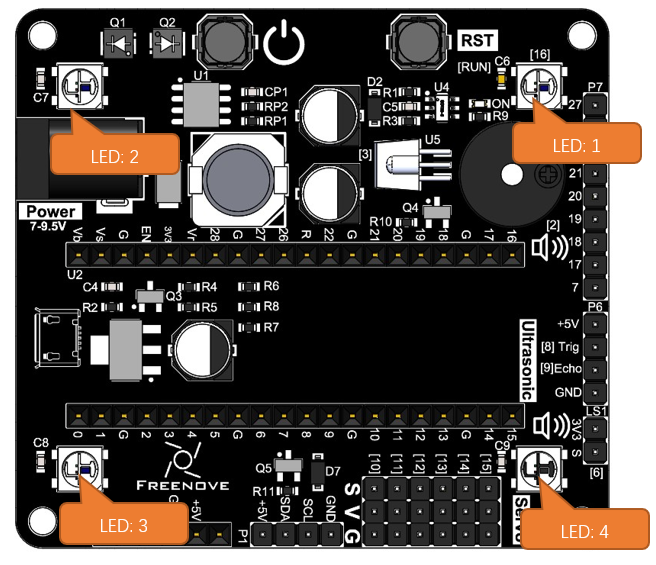 Q1
Q2
RST
[RUN]
C6
[16]
C7
U1
CP1
RP2
RP1
D2
R1
C5
R3
U4
ON
R9
P7
27
LED: 2
LED: 1
[3]
U5
21
20
19
18
17
7
Power
7-9.5V
R10
Q4
[2]
Vb
Vs
G
EN
3V3
Vr
28
G
27
26
R
22
G
21
20
19
18
G
17
16
U2
C4
R2
Q3
R4
R5
R6
R8
R7
P6
+5V
[8] Trig
[9]Echo
GND
Ultrasonic
LS1
3V3
S
[6]
0
1
G
2
3
4
5
G
6
7
8
9
G
10
11
12
13
G
14
15
C8
C9
FREENOVE
Q5
D7
R11
[10]
[11]
[12]
[13]
[14]
[15]
S
V
G
G
+5V
P1
+5V
SDA
SCL
GND
LED: 3
LED: 4